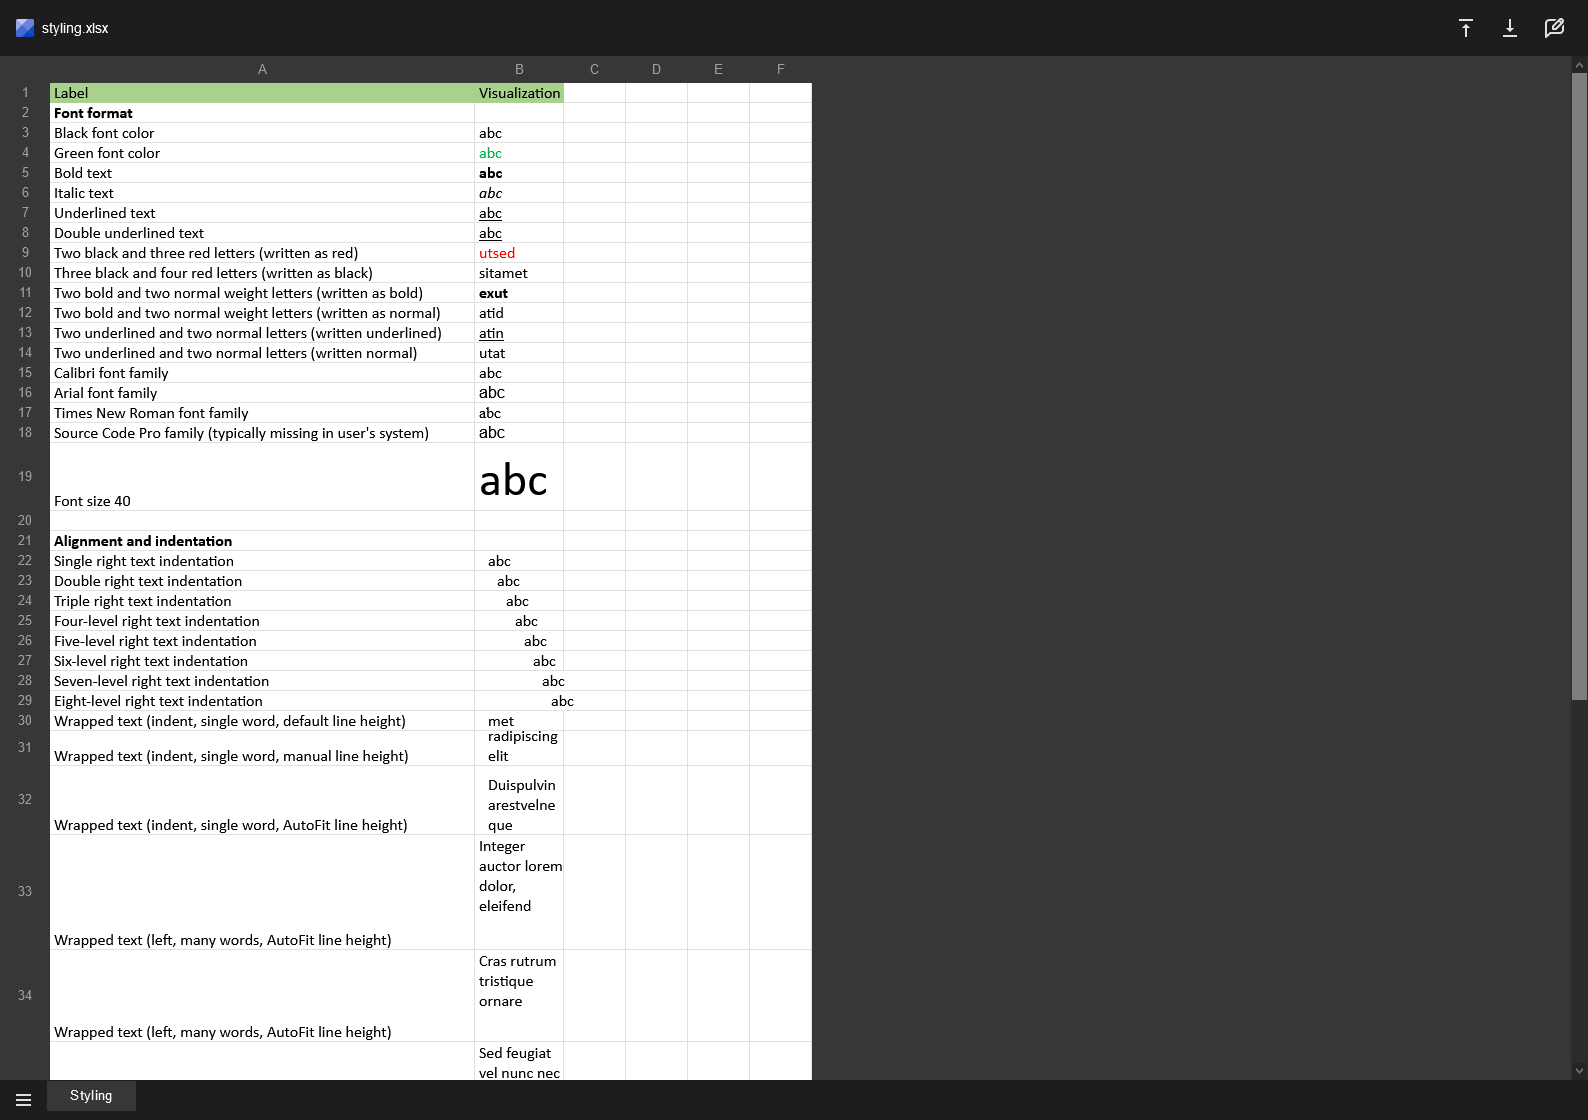 styling.xlsx
A B C D E F
1 Label Visualization
2 Font format
3 Black font color abc
4 Green font color abc
5 Bold text abc
6 Italic text abc
7 Underlined text abc
8 Double underlined text abc
9 Two black and three red letters (written as red) utsed
10 Three black and four red letters (written as black) sitamet
11 Two bold and two normal weight letters (written as bold) exut
12 Two bold and two normal weight letters (written as normal) atid
13 Two underlined and two normal letters (written underlined) atin
14 Two underlined and two normal letters (written normal) utat
15 Calibri font family abc
16 Arial font family abc
17 Times New Roman font family abc
18 Source Code Pro family (typically missing in user's system) abc
19 Font size 40 abc
20
21 Alignment and indentation
22 Single right text indentation abc
23 Double right text indentation abc
24 Triple right text indentation abc
25 Four-level right text indentation abc
26 Five-level right text indentation abc
27 Six-level right text indentation abc
28 Seven-level right text indentation abc
29 Eight-level right text indentation abc
30 Wrapped text (indent, single word, default line height) met
radipiscing
31 Wrapped text (indent, single word, manual line height) elit
Duispulvin
32 arestvelne
Wrapped text (indent, single word, AutoFit line height) que
Integer
auctor lorem
33 dolor,
eleifend
Wrapped text (left, many words, AutoFit line height)
Cras rutrum
tristique
34 ornare
Wrapped text (left, many words, AutoFit line height)
Sed feugiat
vel nunc nec
Styling